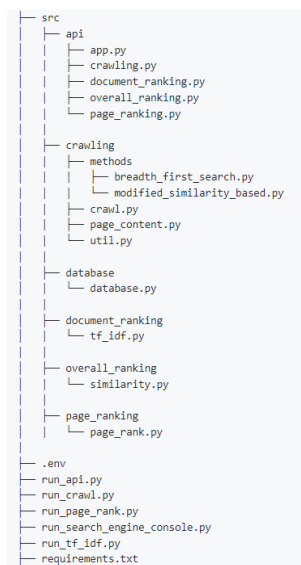 ├── src
│   ├── api
│   │   ├── app.py
│   │   ├── crawling.py
│   │   ├── document_ranking.py
│   │   ├── overall_ranking.py
│   │   └── page_ranking.py
│   │
│   ├── crawling
│   │   ├── methods
│   │   │   ├── breadth_first_search.py
│   │   │   └── modified_similarity_based.py
│   │   ├── crawl.py
│   │   ├── page_content.py
│   │   └── util.py
│   │
│   ├── database
│   │   └── database.py
│   │
│   ├── document_ranking
│   │   └── tf_idf.py
│   │
│   ├── overall_ranking
│   │   └── similarity.py
│   │
│   ├── page_ranking
│   │   └── page_rank.py
│
├── .env
├── run_api.py
├── run_crawl.py
├── run_page_rank.py
├── run_search_engine_console.py
├── run_tf_idf.py
├── requirements.txt